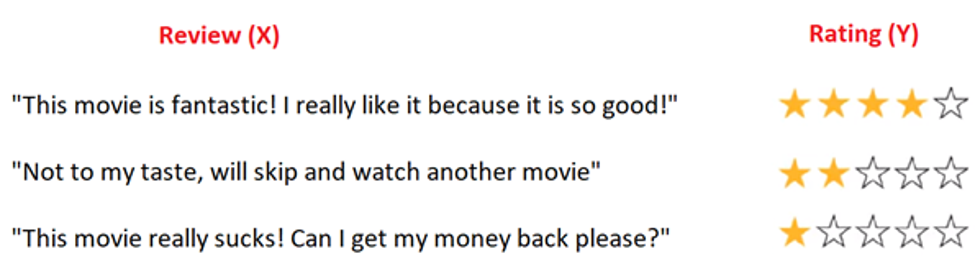 Review (X) Rating (Y)
"This movie is fantastic! I really like it because it is so good!"
"Not to my taste, will skip and watch another movie"
"This movie really sucks! Can I get my money back please?"